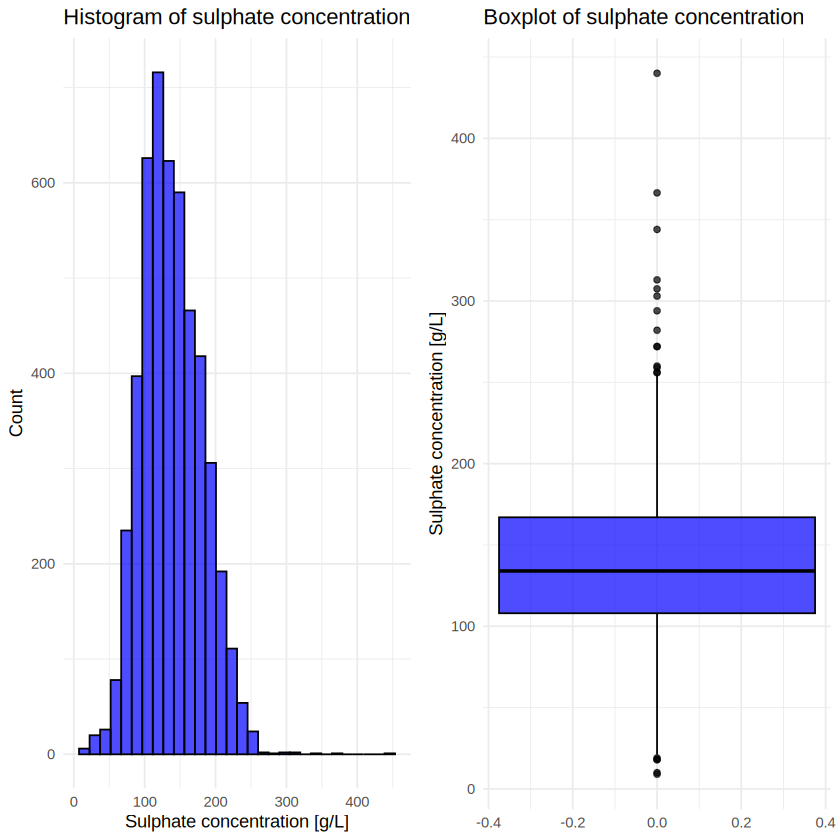 Histogram of sulphate concentration
Count
600
400
200
0
0 100 200 300 400
Sulphate concentration [g/L]
Boxplot of sulphate concentration
Sulphate concentration [g/L]
400
300
200
100
0
-0.4 -0.2 0.0 0.2 0.4